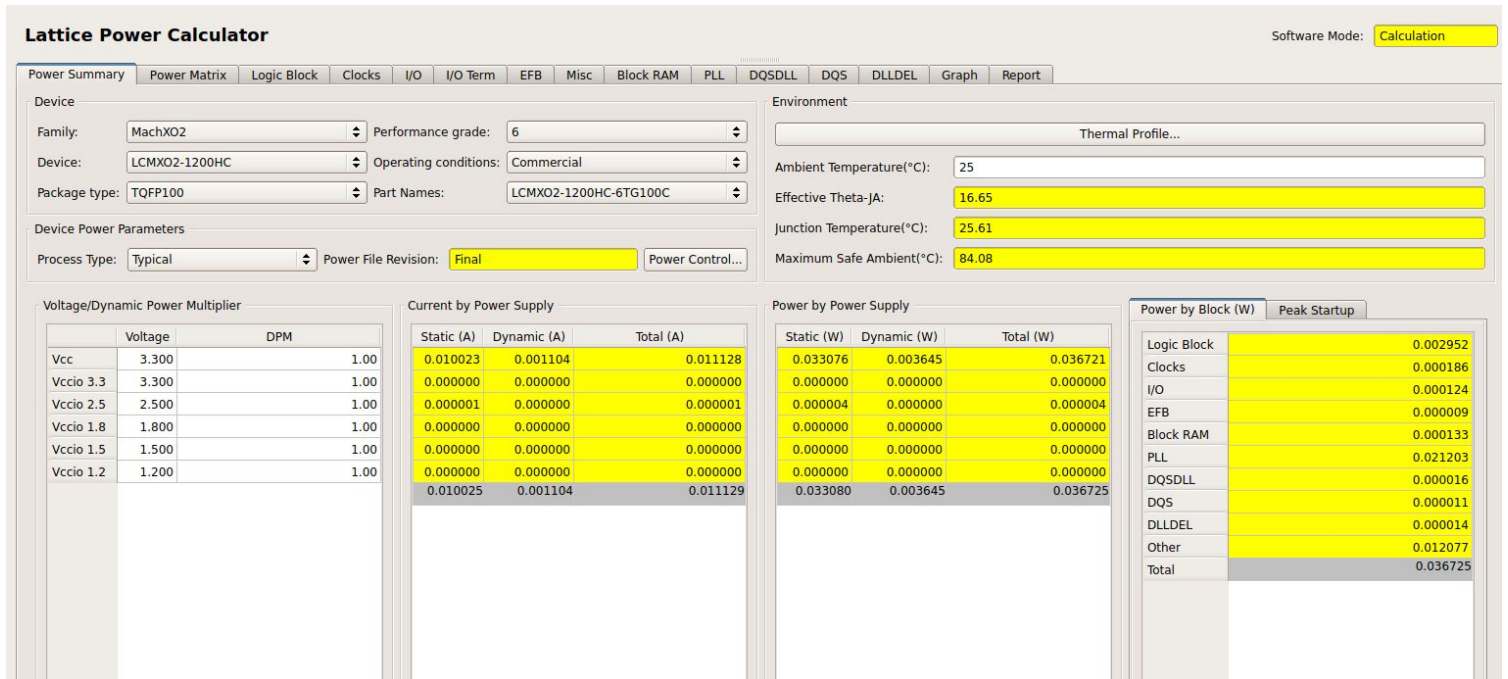 Lattice Power Calculator
Software Mode: Calculation
Power Summary Power Matrix Logic Block Clocks I/O I/O Term EFB Misc Block RAM PLL DQSDLL DQS DLLDEL Graph Report
Device
Family: MachXO2 Performance grade: 6
Device: LCMXO2-1200HC Operating conditions: Commercial
Package type: TQFP100 Part Names: LCMXO2-1200HC-6TG100C
Device Power Parameters
Process Type: Typical Power File Revision: Final Power Control...
Environment
Thermal Profile...
Ambient Temperature(°C): 25
Effective Theta-JA: 16.65
Junction Temperature(°C): 25.61
Maximum Safe Ambient(°C): 84.08
Voltage/Dynamic Power Multiplier
Voltage DPM
Vcc 3.300 1.00
Vccio 3.3 3.300 1.00
Vccio 2.5 2.500 1.00
Vccio 1.8 1.800 1.00
Vccio 1.5 1.500 1.00
Vccio 1.2 1.200 1.00
Current by Power Supply
Static (A) Dynamic (A) Total (A)
0.010023 0.001104 0.011128
0.000000 0.000000 0.000000
0.000001 0.000000 0.000001
0.000000 0.000000 0.000000
0.000000 0.000000 0.000000
0.000000 0.000000 0.000000
0.010025 0.001104 0.011129
Power by Power Supply
Static (W) Dynamic (W) Total (W)
0.033076 0.003645 0.036721
0.000000 0.000000 0.000000
0.000004 0.000000 0.000004
0.000000 0.000000 0.000000
0.000000 0.000000 0.000000
0.000000 0.000000 0.000000
0.033080 0.003645 0.036725
Power by Block (W) Peak Startup
Logic Block 0.002952
Clocks 0.000186
I/O 0.000124
EFB 0.000009
Block RAM 0.000133
PLL 0.021203
DQSDLL 0.000016
DQS 0.000011
DLLDEL 0.000014
Other 0.012077
Total 0.036725